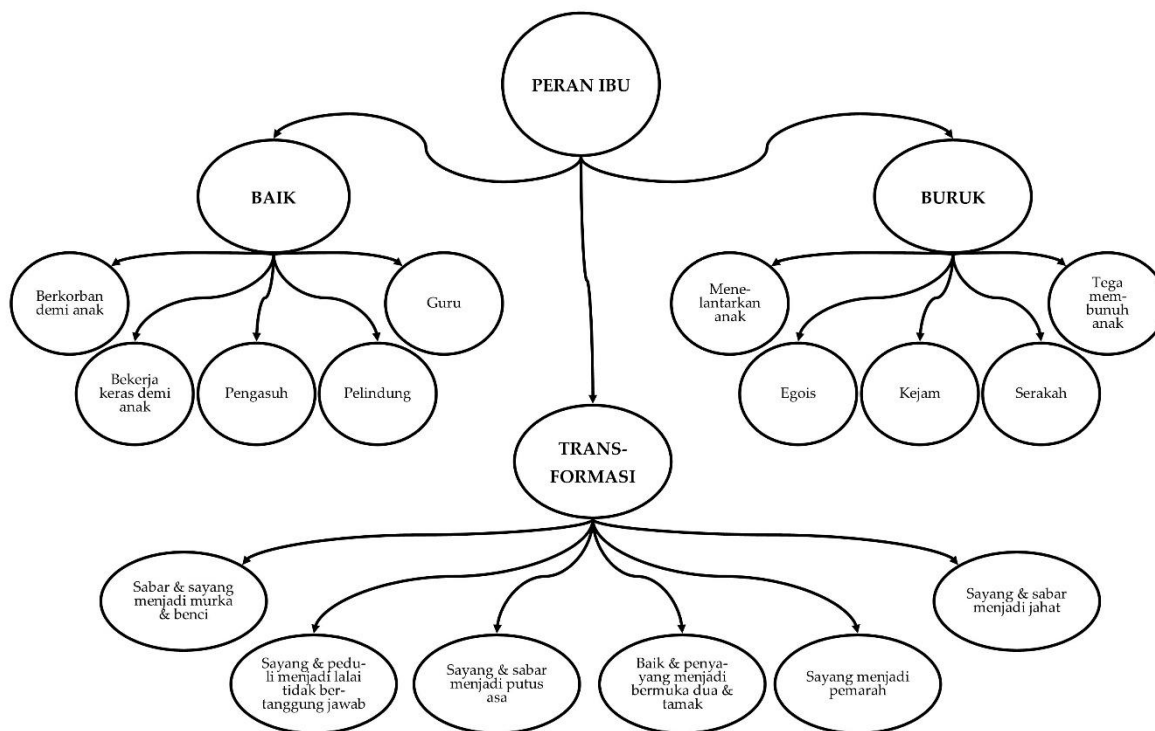 PERAN IBU
BAIK
BURUK
Berkorban
demi anak
Guru
Bekerja
keras demi
anak
Pengasuh
Pelindung
Mene-
lantarkan
anak
Tega
mem-
bunuh
anak
Egois
Kejam
Serakah
TRANS-
FORMASI
Sabar & sayang
menjadi murka
& benci
Sayang & pedu-
li menjadi lalai
tidak ber-
tanggung jawab
Sayang & sabar
menjadi putus
asa
Baik & penya-
yang menjadi
bermuka dua &
tamak
Sayang menjadi
pemarah
Sayang & sabar
menjadi jahat